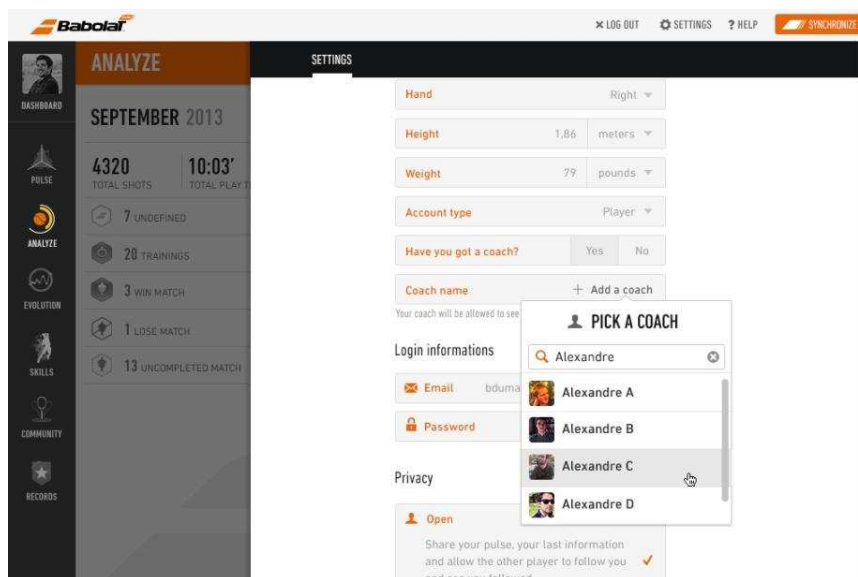 Babolat
LOG OUT SETTINGS ? HELP SYNCHRONIZE
ANALYZE
SETTINGS
DASHBOARD
SEPTEMBER 2013
4320 10:03'
TOTAL SHOTS TOTAL PLAY T
PULSE
7 UNDEFINED
ANALYZE
20 TRAININGS
3 WIN MATCH
EVOLUTION
1 LOSE MATCH
13 UNCOMPLETED MATCH
SKILLS
COMMUNITY
RECORDS
Hand Right
Height 1,86 meters
Weight 79 pounds
Account type Player
Have you got a coach? Yes No
Coach name + Add a coach
Your coach will be allowed to see
PICK A COACH
Alexandre
Alexandre A
Alexandre B
Alexandre C
Alexandre D
Login informations
Email bduma
Password
Privacy
Open
Share your pulse, your last information
and allow the other player to follow you